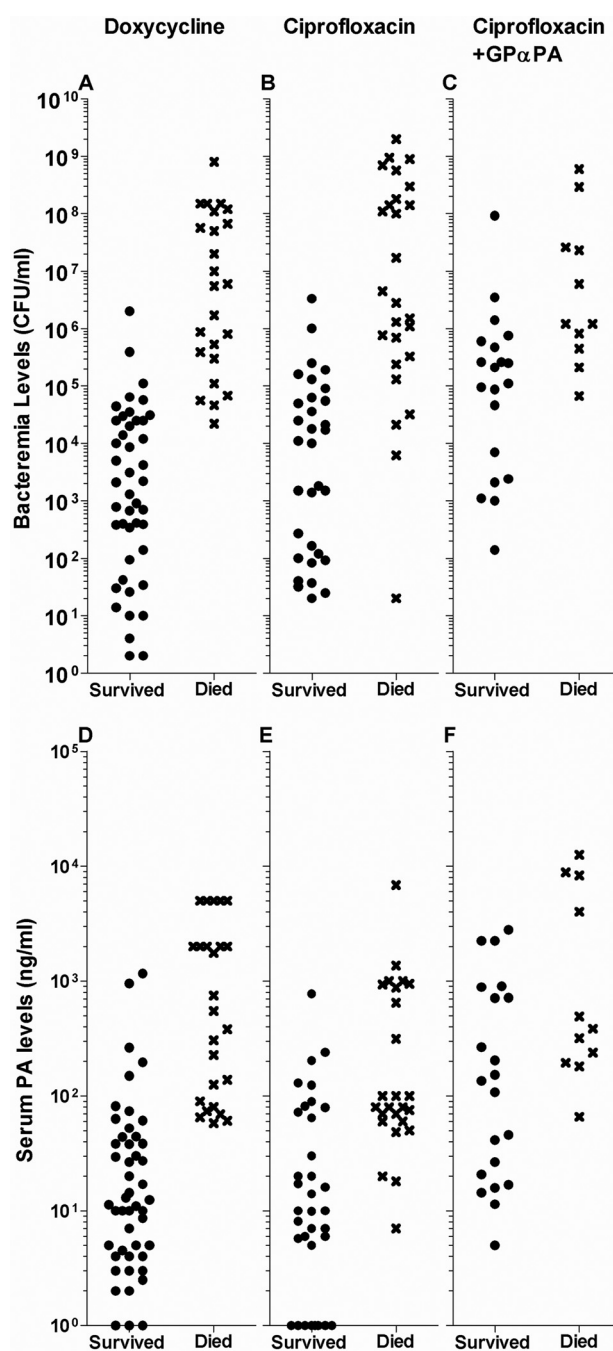 Doxycycline Ciprofloxacin Ciprofloxacin
+GPαPA
A B C
Bacteremia Levels (CFU/ml)
10^10
10^9
10^8
10^7
10^6
10^5
10^4
10^3
10^2
10^1
10^0
Survived Died Survived Died Survived Died
D E F
Serum PA levels (ng/ml)
10^5
10^4
10^3
10^2
10^1
10^0
Survived Died Survived Died Survived Died